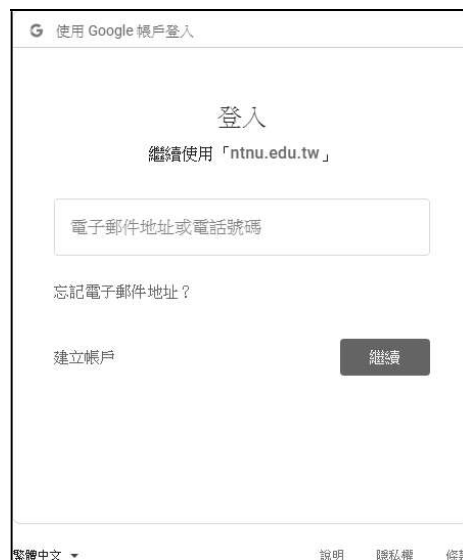 G 使用 Google 帳戶登入
登入
繼續使用「ntnu.edu.tw」
電子郵件地址或電話號碼
忘記電子郵件地址？
建立帳戶
繼續
繁體中文
說明 隱私權